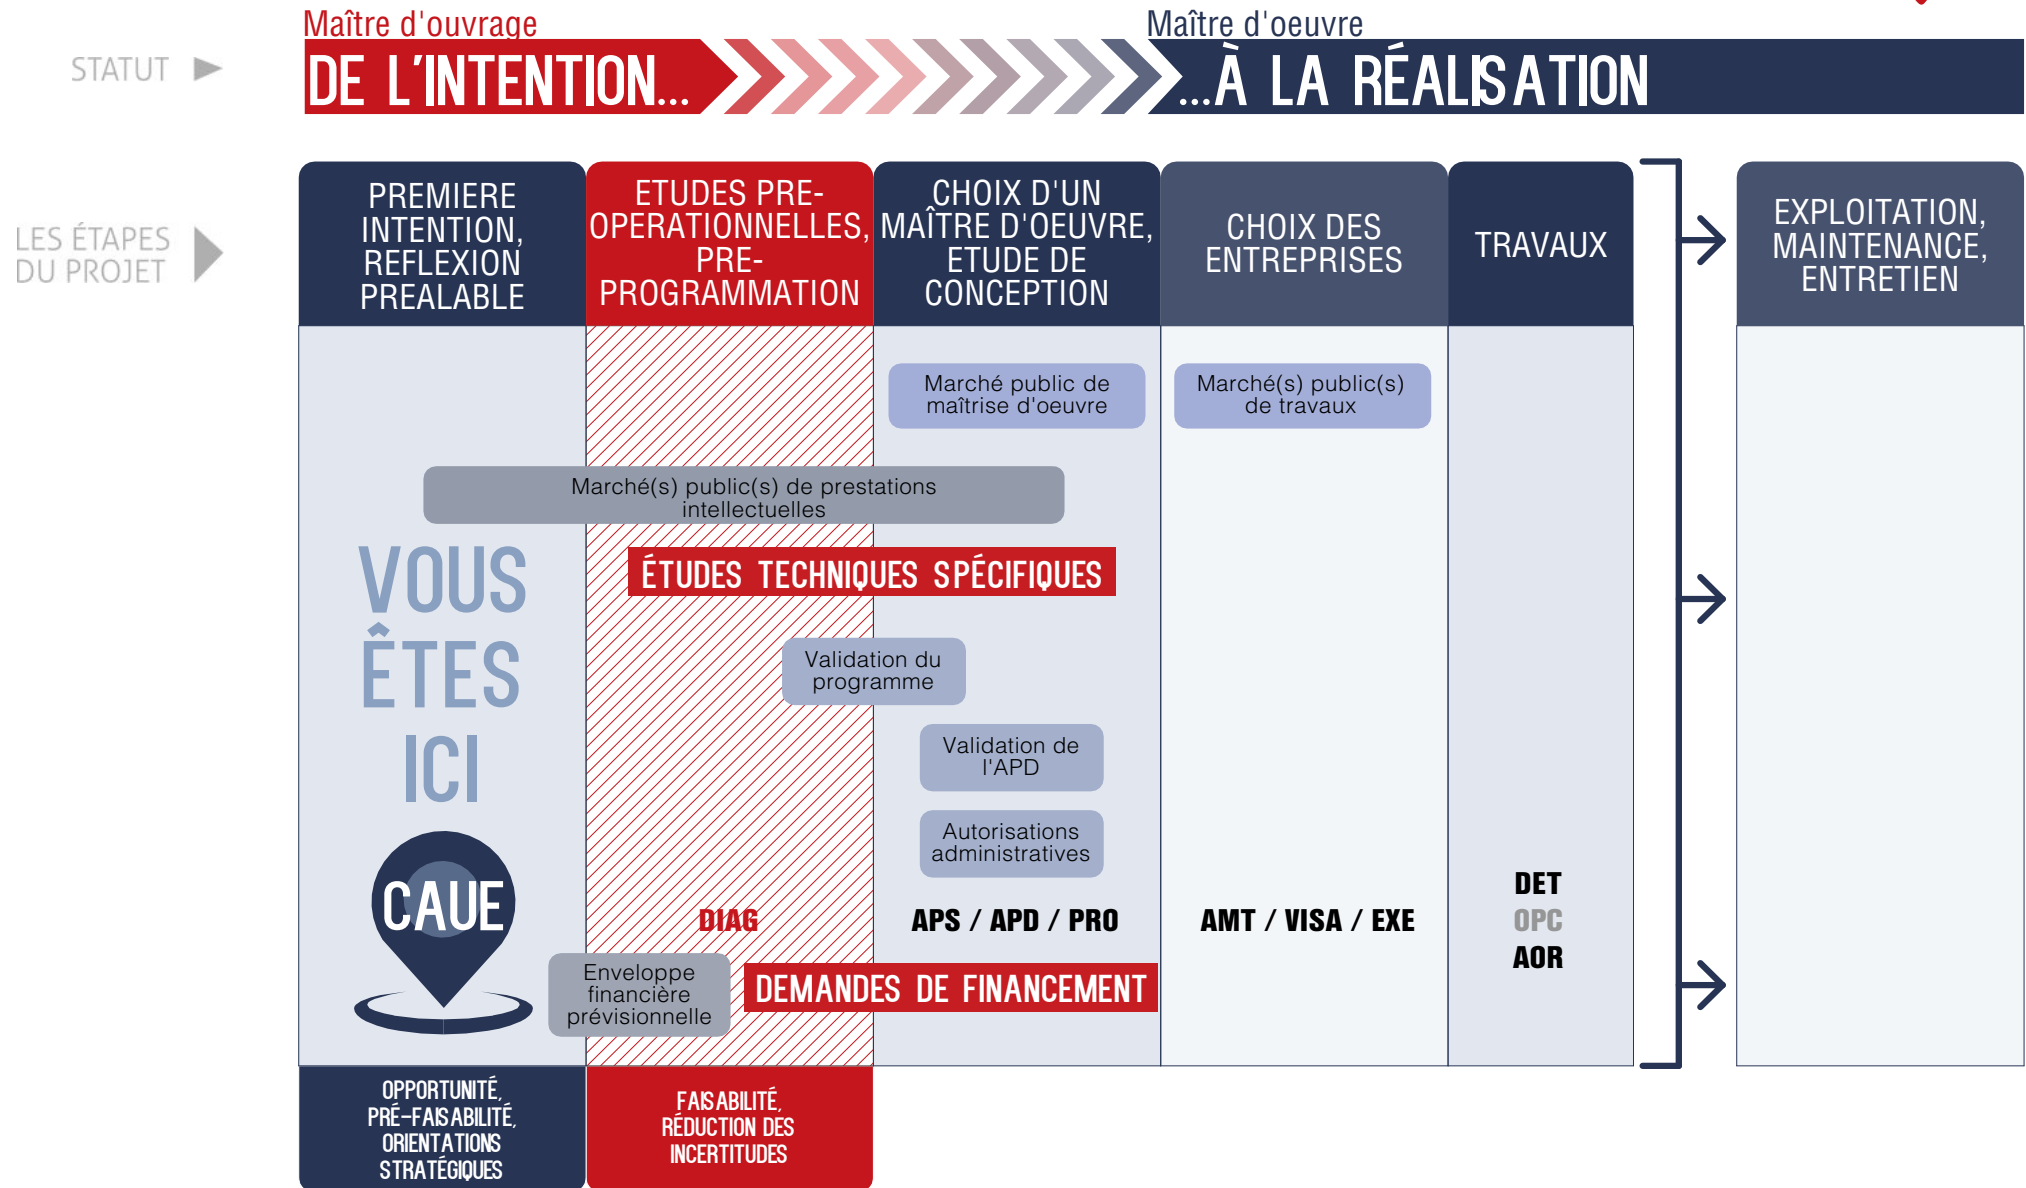 Maître d'ouvrage
Maître d'oeuvre
STATUT
DE L'INTENTION...
...À LA RÉALISATION
LES ÉTAPES
DU PROJET
PREMIERE
INTENTION,
REFLEXION
PREALABLE
ETUDES PRE-
OPERATIONNELLES,
PRE-
PROGRAMMATION
CHOIX D'UN
MAÎTRE D'OEUVRE,
ETUDE DE
CONCEPTION
CHOIX DES
ENTREPRISES
TRAVAUX
EXPLOITATION,
MAINTENANCE,
ENTRETIEN
Marché public de
maîtrise d'oeuvre
Marché(s) public(s)
de travaux
Marché(s) public(s) de prestations
intellectuelles
VOUS
ÊTES
ICI
CAUE
ÉTUDES TECHNIQUES SPÉCIFIQUES
Validation du
programme
Validation de
l'APD
Autorisations
administratives
DIAG
APS / APD / PRO
AMT / VISA / EXE
DET
OPC
AOR
Enveloppe
financière
prévisionnelle
DEMANDES DE FINANCEMENT
OPPORTUNITÉ,
PRÉ-FAISABILITÉ,
ORIENTATIONS
STRATÉGIQUES
FAISABILITÉ,
RÉDUCTION DES
INCERTITUDES